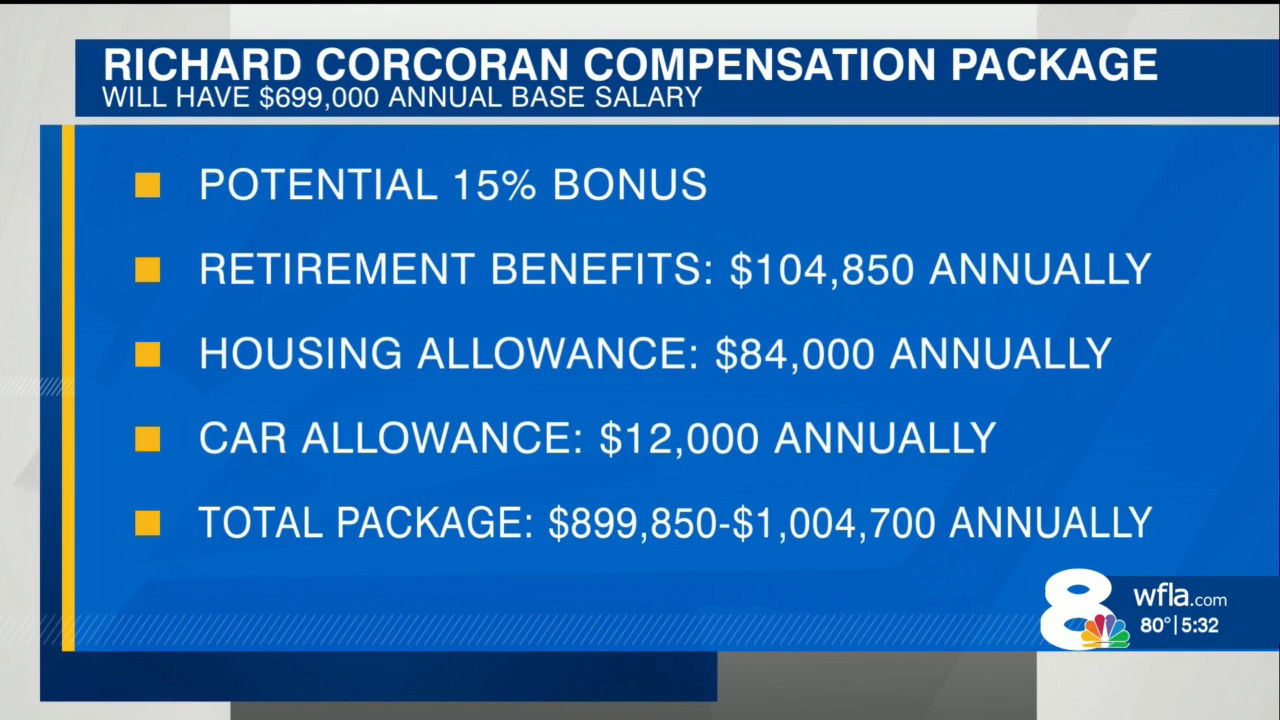 RICHARD CORCORAN COMPENSATION PACKAGE
WILL HAVE $699,000 ANNUAL BASE SALARY
POTENTIAL 15% BONUS
RETIREMENT BENEFITS: $104,850 ANNUALLY
HOUSING ALLOWANCE: $84,000 ANNUALLY
CAR ALLOWANCE: $12,000 ANNUALLY
TOTAL PACKAGE: $899,850-$1,004,700 ANNUALLY
8 wfla.com
80° | 5:32